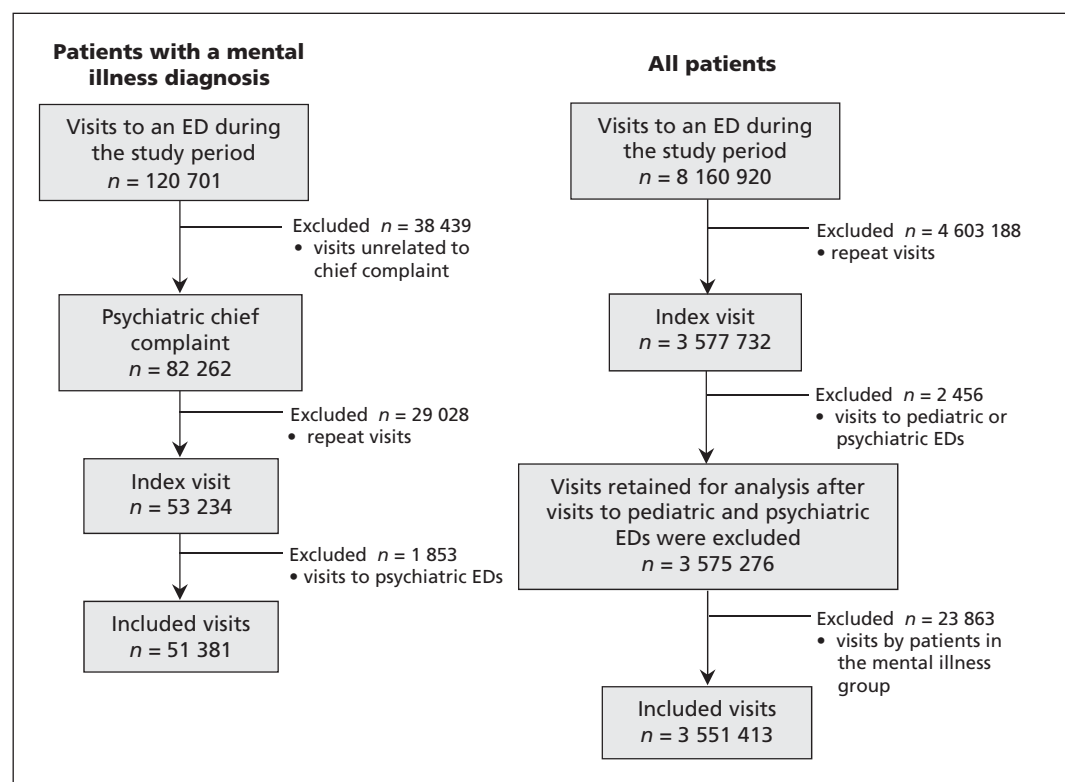 Patients with a mental
illness diagnosis
Visits to an ED during
the study period
n = 120 701
Excluded n = 38 439
• visits unrelated to
chief complaint
Psychiatric chief
complaint
n = 82 262
Excluded n = 29 028
• repeat visits
Index visit
n = 53 234
Excluded n = 1 853
• visits to psychiatric EDs
Included visits
n = 51 381
All patients
Visits to an ED during
the study period
n = 8 160 920
Excluded n = 4 603 188
• repeat visits
Index visit
n = 3 577 732
Excluded n = 2 456
• visits to pediatric or
psychiatric EDs
Visits retained for analysis after
visits to pediatric and psychiatric
EDs were excluded
n = 3 575 276
Excluded n = 23 863
• visits by patients in
the mental illness
group
Included visits
n = 3 551 413